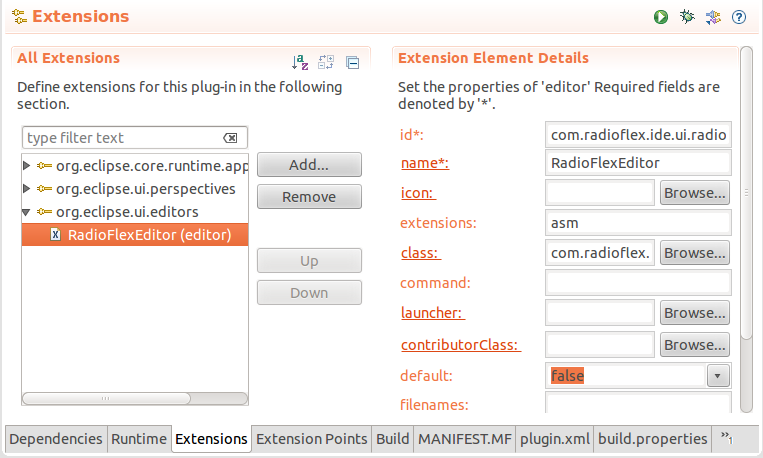 Extensions
All Extensions
Define extensions for this plug-in in the following
section.
type filter text
org.eclipse.core.runtime.app
org.eclipse.ui.perspectives
org.eclipse.ui.editors
RadioFlexEditor (editor)
Add...
Remove
Up
Down
Extension Element Details
Set the properties of 'editor' Required fields are
denoted by '*'.
id*: com.radioflex.ide.ui.radio
name*: RadioFlexEditor
icon: Browse...
extensions: asm
class: com.radioflex. Browse...
command:
launcher: Browse...
contributorClass: Browse...
default: false
filenames:
Dependencies Runtime Extensions Extension Points Build MANIFEST.MF plugin.xml build.properties »1